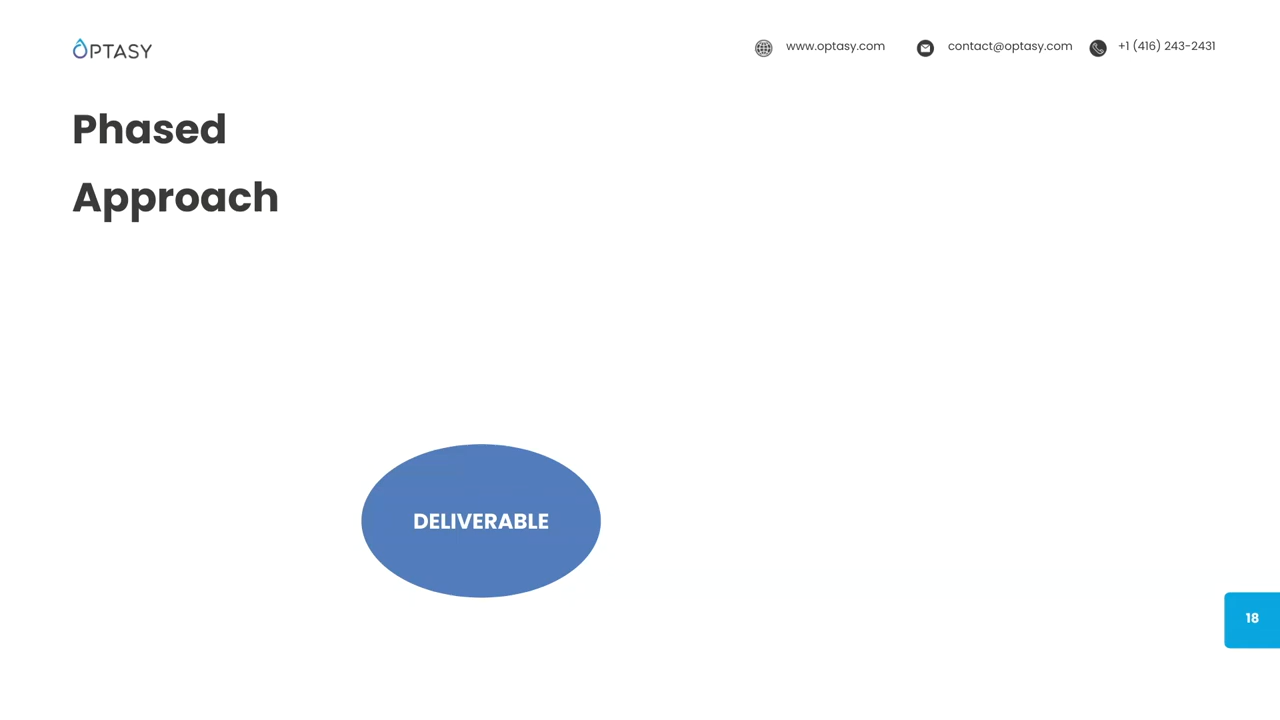 OPTASY
www.optasy.com
contact@optasy.com
+1 (416) 243-2431
Phased
Approach
DELIVERABLE
18